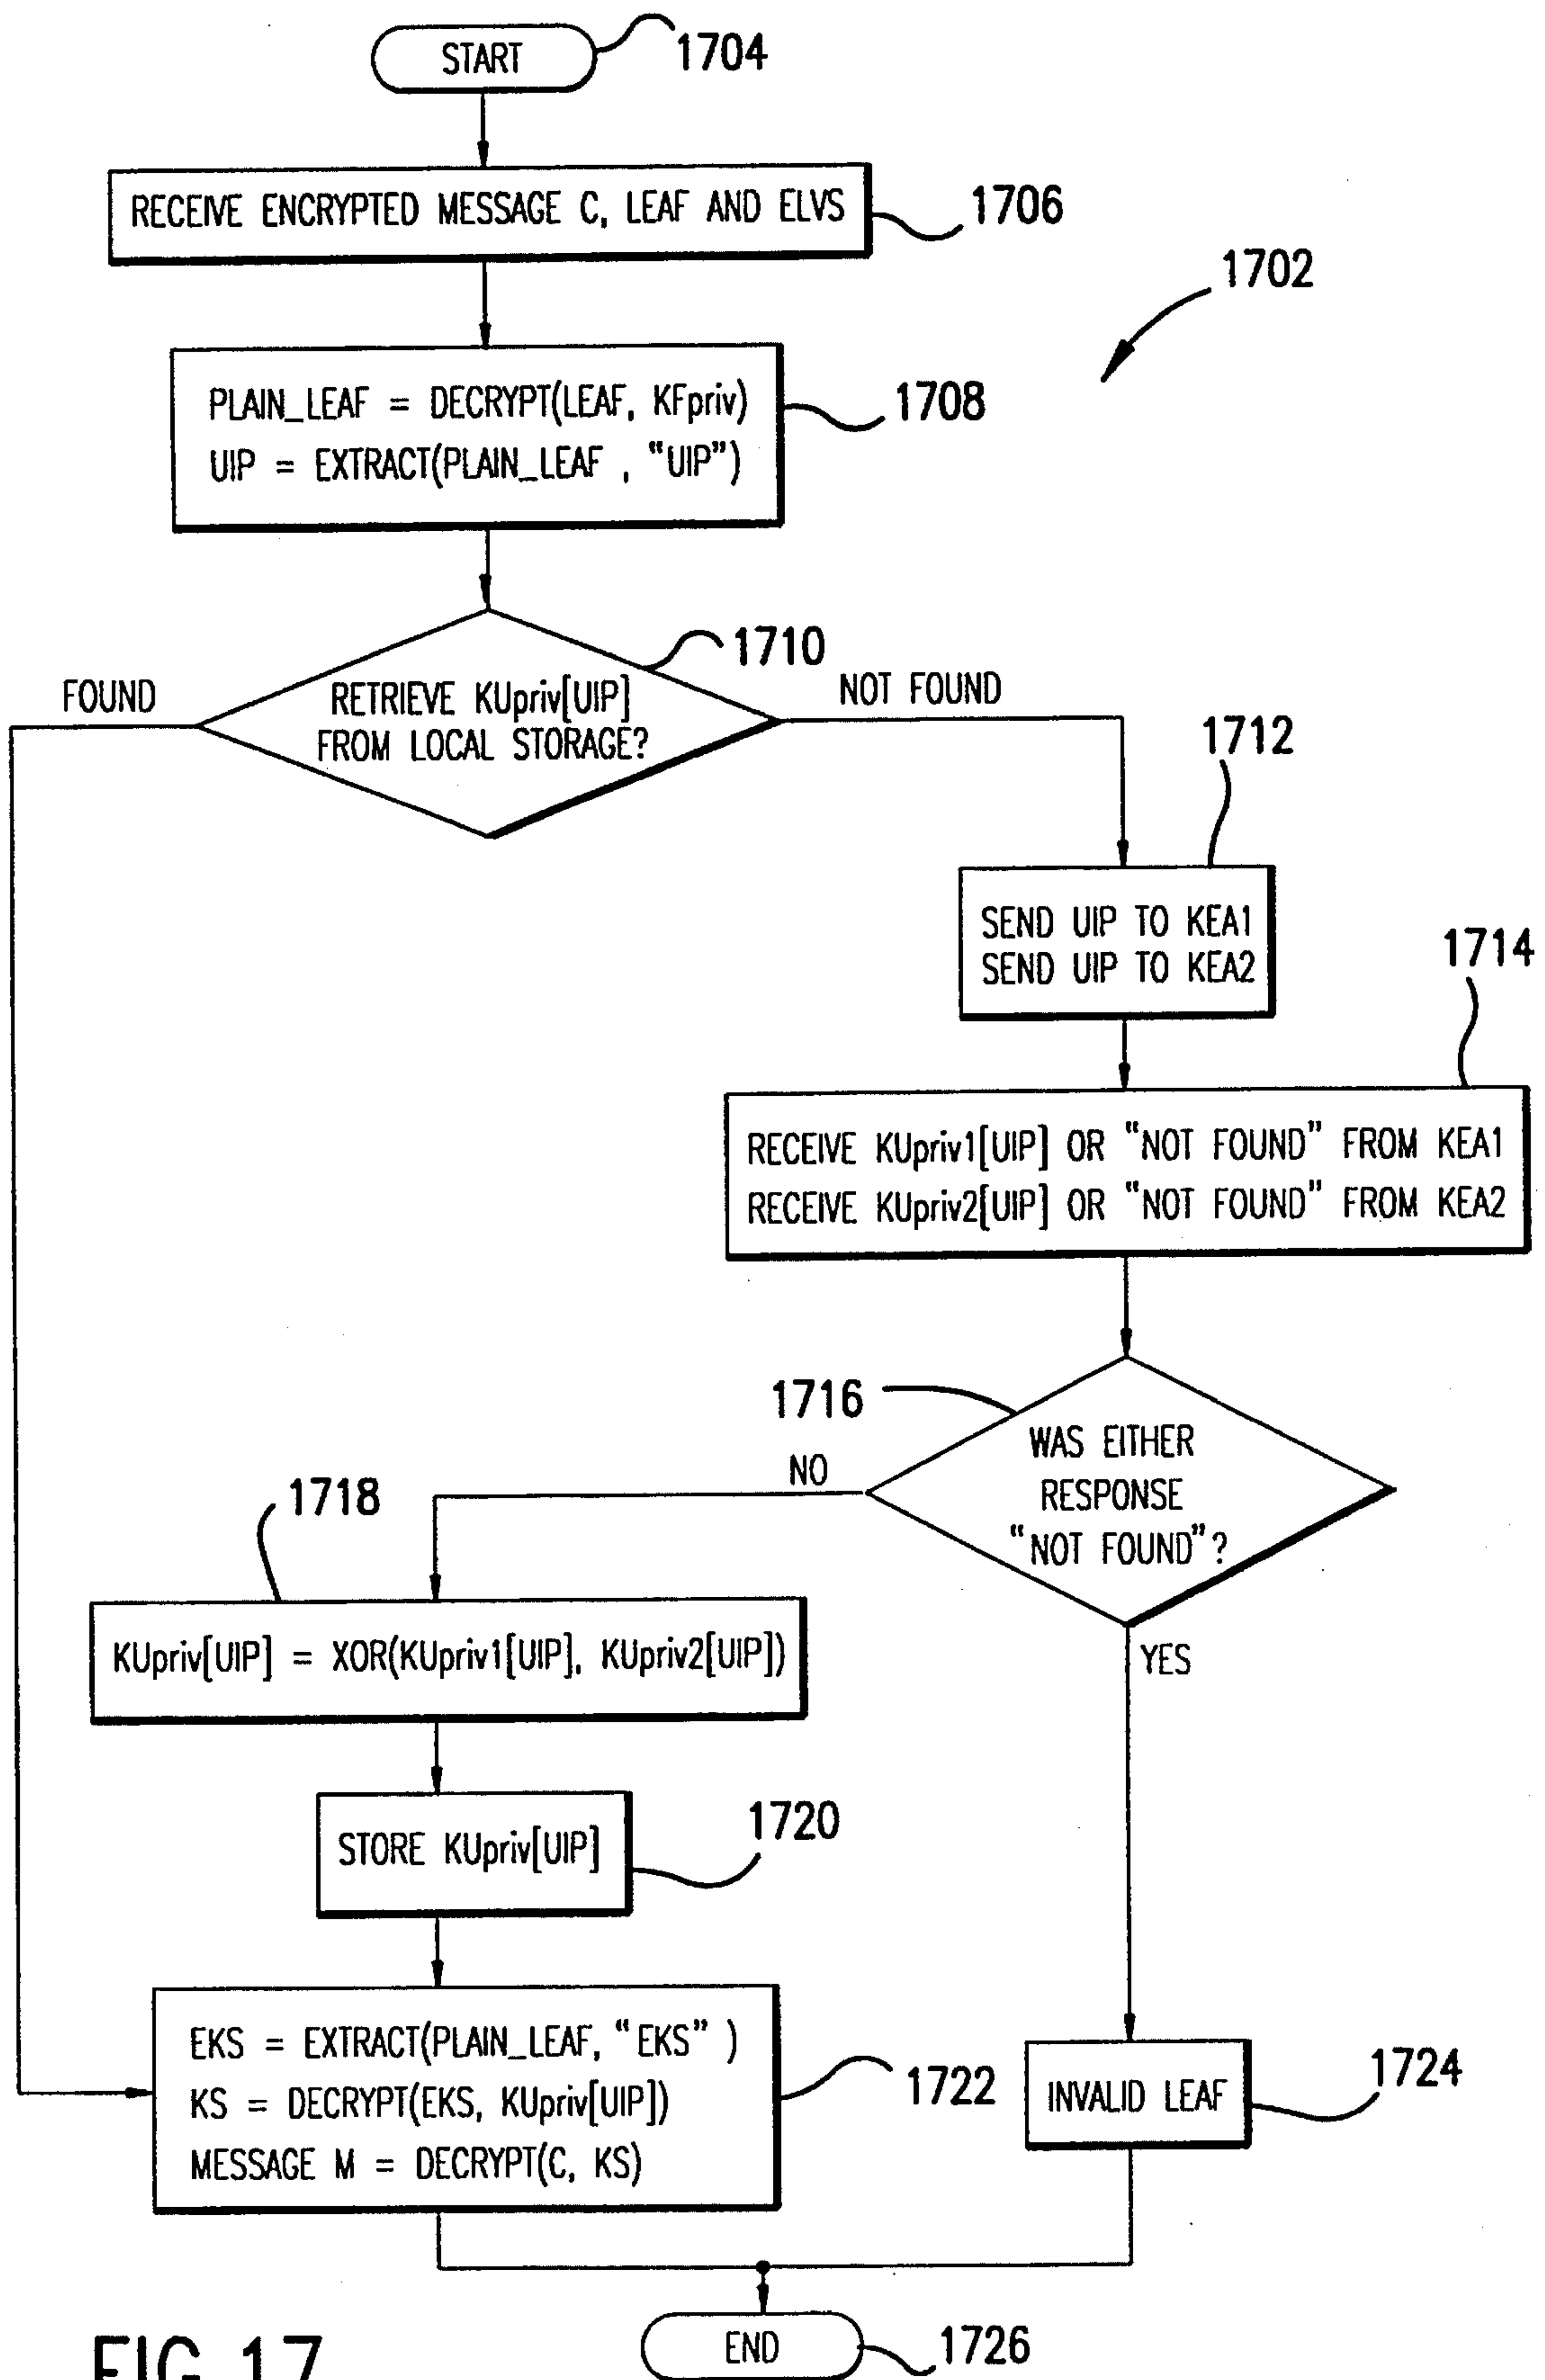 START
1704
RECEIVE ENCRYPTED MESSAGE C, LEAF AND ELVS
1706
1702
PLAIN_LEAF = DECRYPT(LEAF, KFpriv)
UIP = EXTRACT(PLAIN_LEAF , “UIP”)
1708
1710
FOUND
RETRIEVE KUpriv[UIP]
FROM LOCAL STORAGE?
NOT FOUND
1712
SEND UIP TO KEA1
SEND UIP TO KEA2
1714
RECEIVE KUpriv1[UIP] OR “NOT FOUND” FROM KEA1
RECEIVE KUpriv2[UIP] OR “NOT FOUND” FROM KEA2
1716
WAS EITHER
RESPONSE
“NOT FOUND”?
NO
YES
1718
KUpriv[UIP] = XOR(KUpriv1[UIP], KUpriv2[UIP])
STORE KUpriv[UIP]
1720
EKS = EXTRACT(PLAIN_LEAF, “EKS” )
KS = DECRYPT(EKS, KUpriv[UIP])
MESSAGE M = DECRYPT(C, KS)
1722
INVALID LEAF
1724
END
1726
FIG. 17